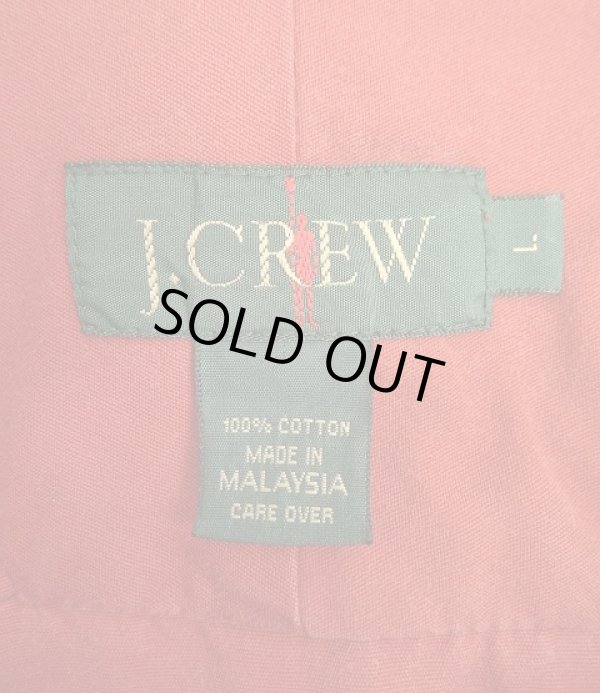 J.CREW
L
SOLD OUT
100% COTTON
MADE IN
MALAYSIA
CARE OVER